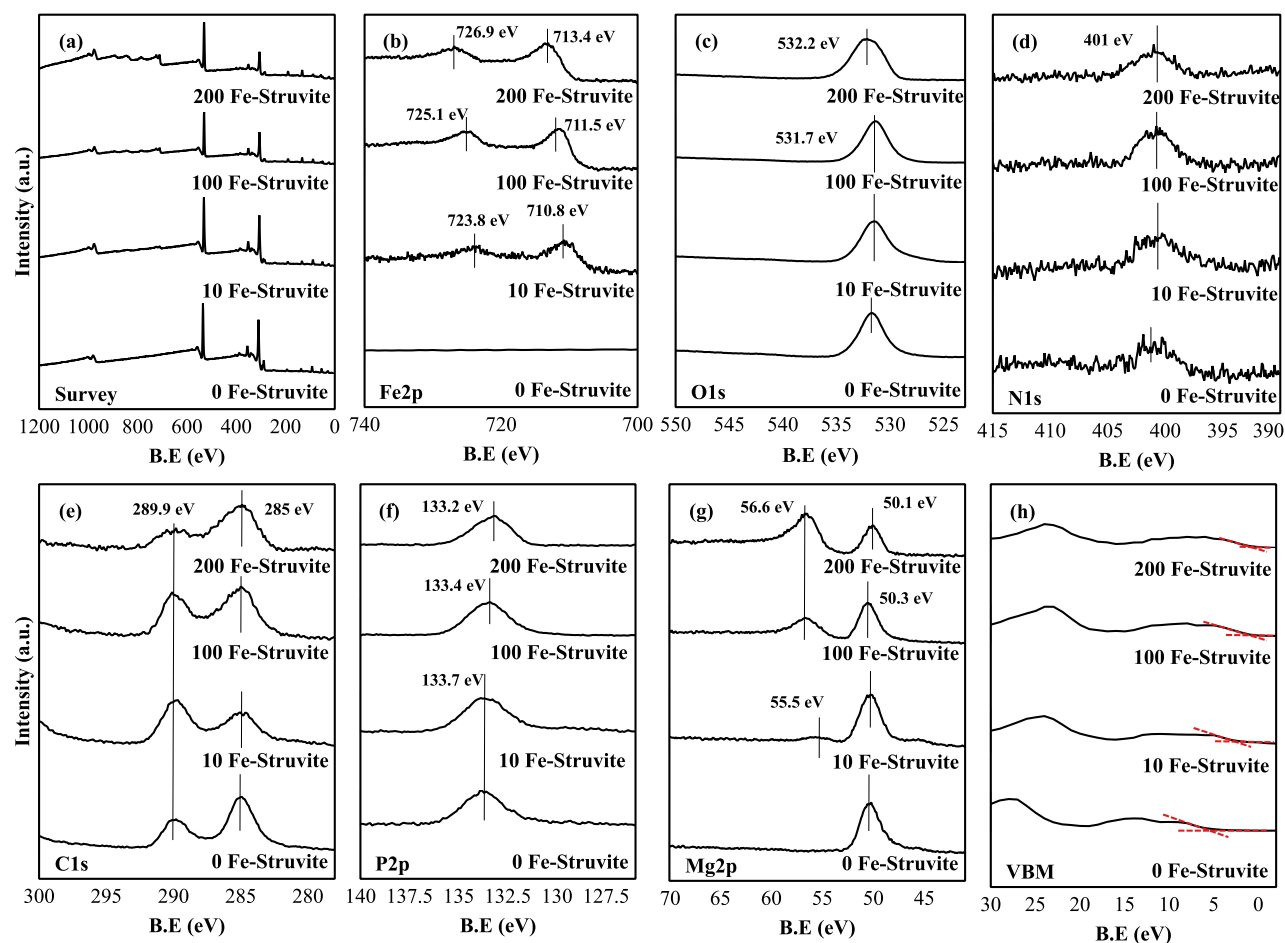 Intensity (a.u.)
(a)
200 Fe-Struvite
100 Fe-Struvite
10 Fe-Struvite
Survey
0 Fe-Struvite
1200 1000 800 600 400 200 0
B.E (eV)
(b)
726.9 eV
713.4 eV
200 Fe-Struvite
725.1 eV
711.5 eV
100 Fe-Struvite
723.8 eV
710.8 eV
10 Fe-Struvite
Fe2p
0 Fe-Struvite
740 720 700
B.E (eV)
(c)
532.2 eV
200 Fe-Struvite
531.7 eV
100 Fe-Struvite
10 Fe-Struvite
O1s
0 Fe-Struvite
550 545 540 535 530 525
B.E (eV)
(d)
401 eV
200 Fe-Struvite
100 Fe-Struvite
10 Fe-Struvite
N1s
0 Fe-Struvite
415 410 405 400 395 390
B.E (eV)
Intensity (a.u.)
(e)
289.9 eV
285 eV
200 Fe-Struvite
100 Fe-Struvite
10 Fe-Struvite
C1s
0 Fe-Struvite
300 295 290 285 280
B.E (eV)
(f)
133.2 eV
200 Fe-Struvite
133.4 eV
100 Fe-Struvite
133.7 eV
10 Fe-Struvite
P2p
0 Fe-Struvite
140 137.5 135 132.5 130 127.5
B.E (eV)
(g)
56.6 eV
50.1 eV
200 Fe-Struvite
50.3 eV
100 Fe-Struvite
55.5 eV
10 Fe-Struvite
Mg2p
0 Fe-Struvite
70 65 60 55 50 45
B.E (eV)
(h)
200 Fe-Struvite
100 Fe-Struvite
10 Fe-Struvite
VBM
0 Fe-Struvite
30 25 20 15 10 5 0
B.E (eV)